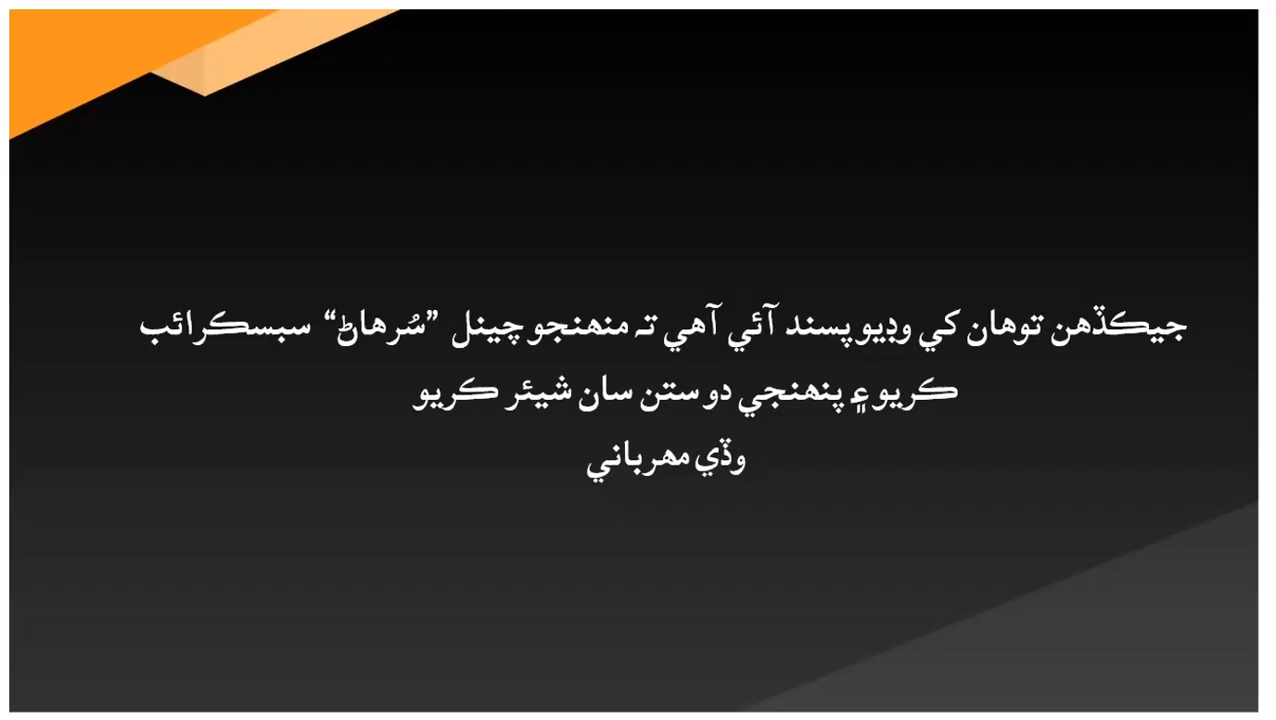 جيڪڏهن توهان کي وڊيو پسند آئي آهي تہ منهنجو چينل ”سُرهاڻ“ سبسڪرائب
ڪريو ۽ پنهنجي دوستن سان شيئر ڪريو
وڏي مهرباني